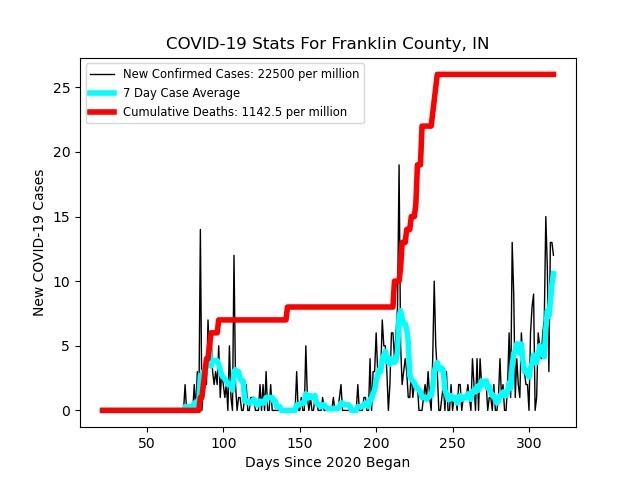 COVID-19 Stats For Franklin County, IN
New Confirmed Cases: 22500 per million
7 Day Case Average
Cumulative Deaths: 1142.5 per million
New COVID-19 Cases
25
20
15
10
5
0
50 100 150 200 250 300
Days Since 2020 Began